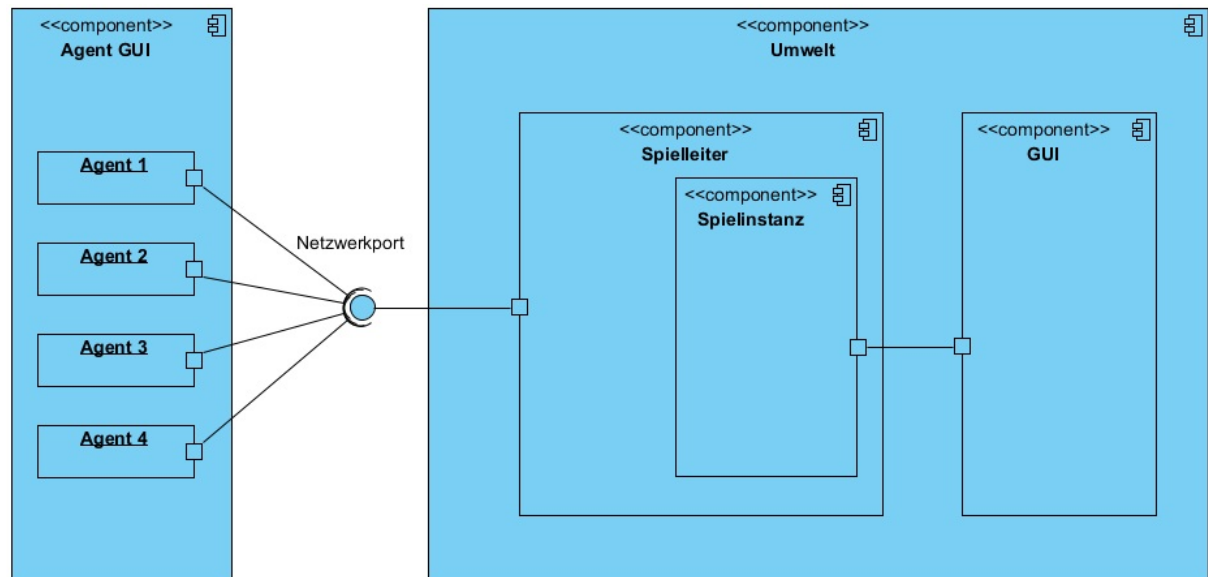 <<component>>
Agent GUI
Agent 1
Agent 2
Agent 3
Agent 4
Netzwerkport
<<component>>
Umwelt
<<component>>
Spielleiter
<<component>>
Spielinstanz
<<component>>
GUI